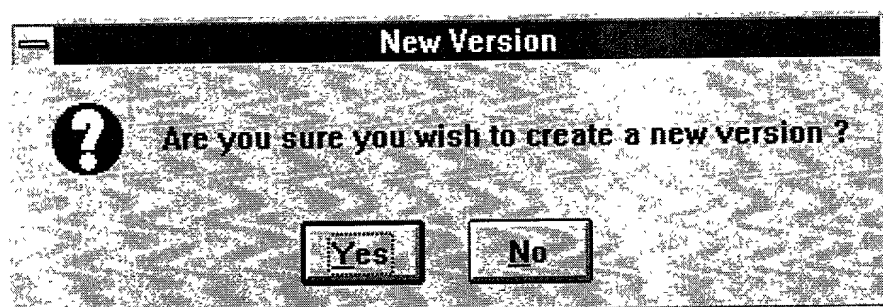 New Version
Are you sure you wish to create a new version ?
Yes
No